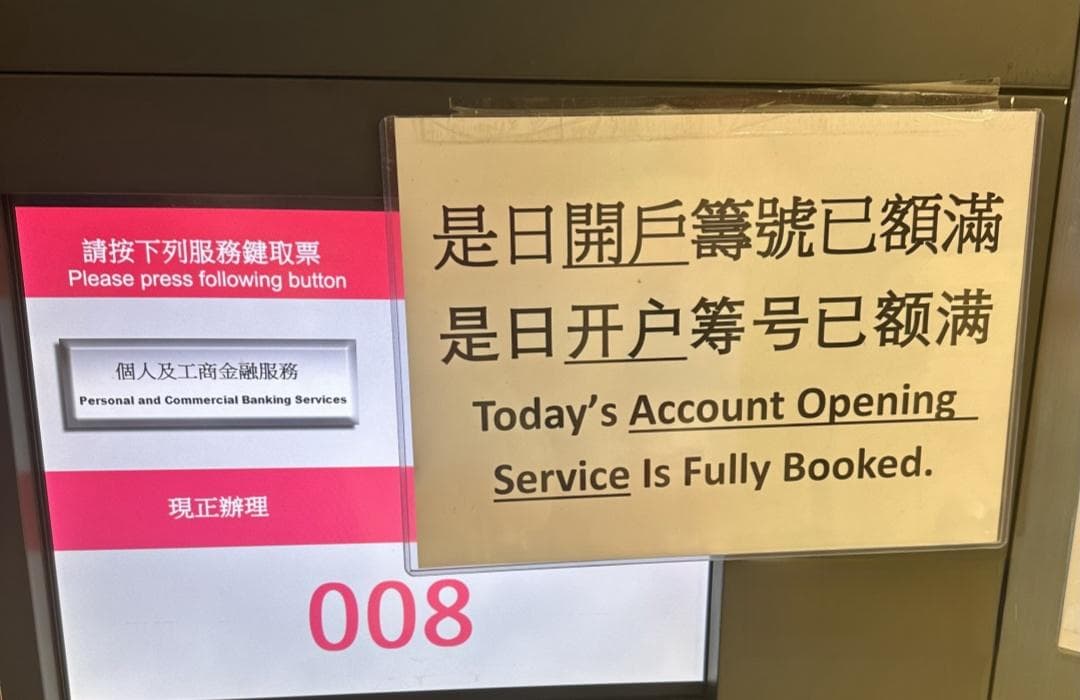 請按下列服務鍵取票
Please press following button
個人及工商金融服務
Personal and Commercial Banking Services
現正辦理
008
是日開戶籌號已額滿
是日开户筹号已额满
Today's Account Opening
Service Is Fully Booked.